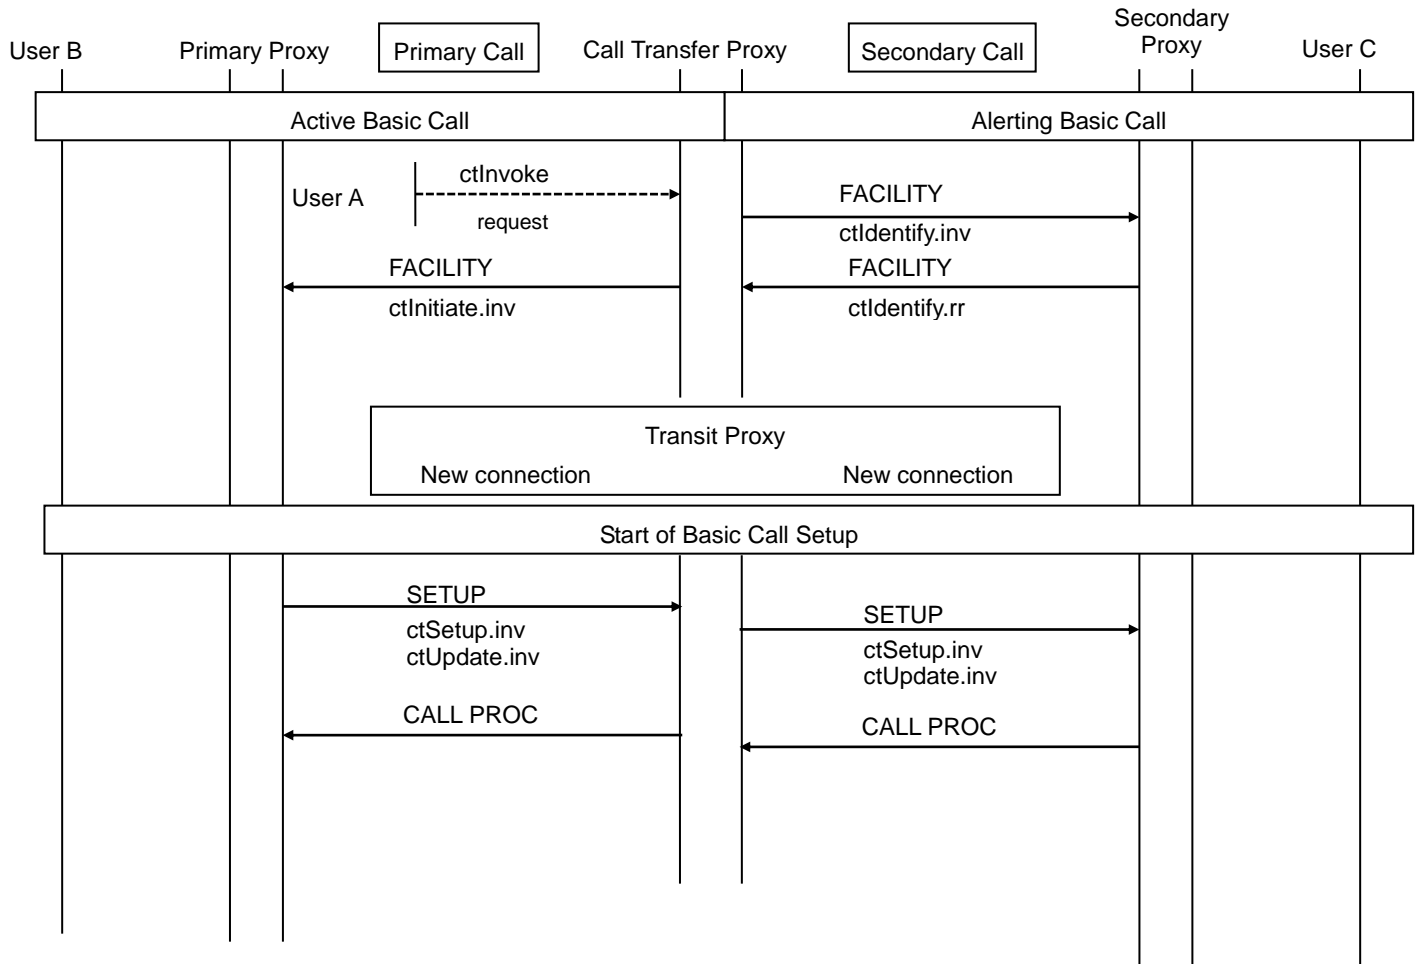 User B
Primary Proxy
Primary Call
Call Transfer Proxy
Secondary Call
Secondary
Proxy
User C
Active Basic Call
Alerting Basic Call
User A
ctInvoke
request
FACILITY
ctIdentify.inv
FACILITY
ctInitiate.inv
FACILITY
ctIdentify.rr
Transit Proxy
New connection
New connection
Start of Basic Call Setup
SETUP
ctSetup.inv
ctUpdate.inv
SETUP
ctSetup.inv
ctUpdate.inv
CALL PROC
CALL PROC